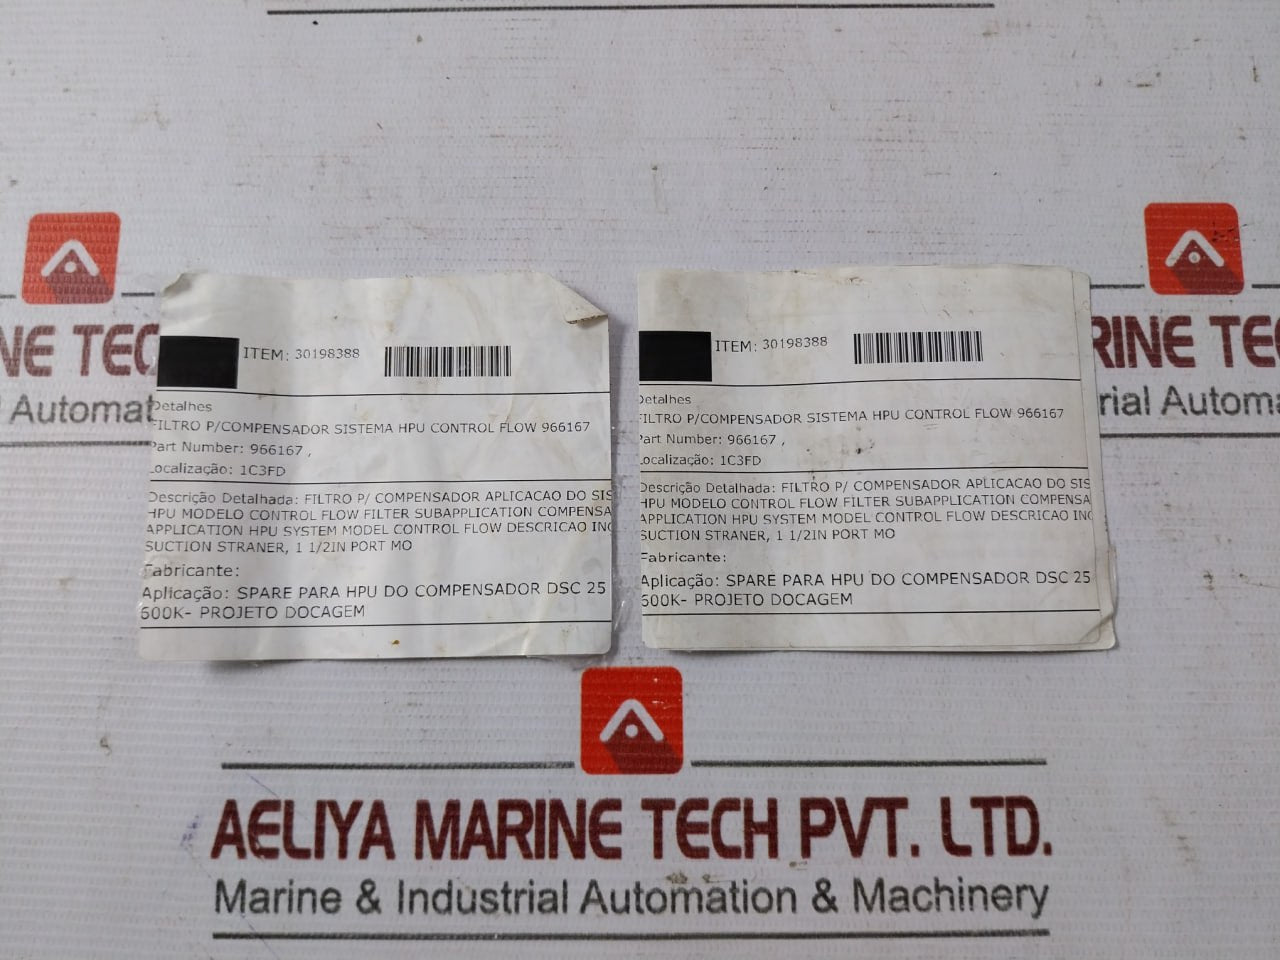 NE TEC
l Automat
RINE TE
rial Automa
ITEM: 30198388
Detalhes
FILTRO P/COMPENSADOR SISTEMA HPU CONTROL FLOW 966167
Part Number: 966167 ,
Localização: 1C3FD
Descrição Detalhada: FILTRO P/ COMPENSADOR APLICACAO DO SIS
HPU MODELO CONTROL FLOW FILTER SUBAPPLICATION COMPENSA
APPLICATION HPU SYSTEM MODEL CONTROL FLOW DESCRICAO INC
SUCTION STRANER, 1 1/2IN PORT MO
Fabricante:
Aplicação: SPARE PARA HPU DO COMPENSADOR DSC 25
600K- PROJETO DOCAGEM
ITEM: 30198388
Detalhes
FILTRO P/COMPENSADOR SISTEMA HPU CONTROL FLOW 966167
Part Number: 966167 ,
Localização: 1C3FD
Descrição Detalhada: FILTRO P/ COMPENSADOR APLICACAO DO SIS
HPU MODELO CONTROL FLOW FILTER SUBAPPLICATION COMPENSA
APPLICATION HPU SYSTEM MODEL CONTROL FLOW DESCRICAO INC
SUCTION STRANER, 1 1/2IN PORT MO
Fabricante:
Aplicação: SPARE PARA HPU DO COMPENSADOR DSC 25
600K- PROJETO DOCAGEM
AELIYA MARINE TECH PVT. LTD.
Marine & Industrial Automation & Machinery